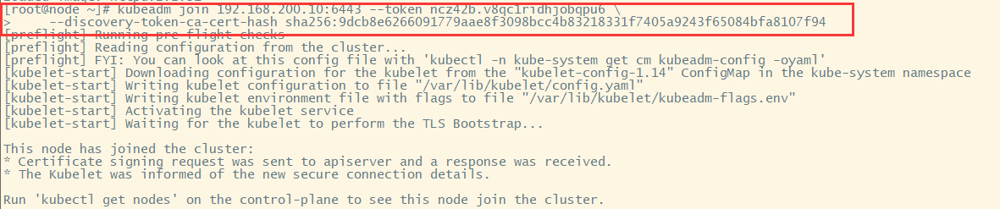 [root@node ~]# kubeadm join 192.168.200.10:6443 --token ncz42b.v8qc1ridhjobqpu6 \
>     --discovery-token-ca-cert-hash sha256:9dcb8e6266091779aae8f3098bcc4b83218331f7405a9243f65084bfa8107f94
[preflight] Running pre-flight checks
[preflight] Reading configuration from the cluster...
[preflight] FYI: You can look at this config file with 'kubectl -n kube-system get cm kubeadm-config -oyaml'
[kubelet-start] Downloading configuration for the kubelet from the "kubelet-config-1.14" ConfigMap in the kube-system namespace
[kubelet-start] Writing kubelet configuration to file "/var/lib/kubelet/config.yaml"
[kubelet-start] Writing kubelet environment file with flags to file "/var/lib/kubelet/kubeadm-flags.env"
[kubelet-start] Activating the kubelet service
[kubelet-start] Waiting for the kubelet to perform the TLS Bootstrap...
This node has joined the cluster:
* Certificate signing request was sent to apiserver and a response was received.
* The Kubelet was informed of the new secure connection details.
Run 'kubectl get nodes' on the control-plane to see this node join the cluster.